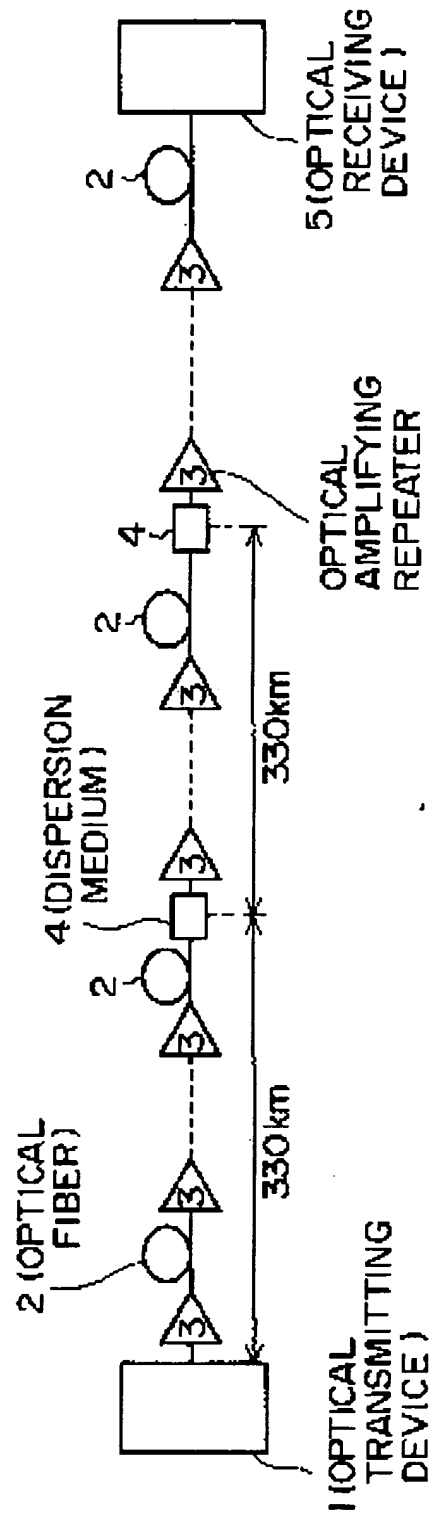 2 (OPTICAL
FIBER)
4 (DISPERSION
MEDIUM)
2
2
4
2
3
3
3
3
3
3
3
330km
330km
1 (OPTICAL
TRANSMITTING
DEVICE)
OPTICAL
AMPLIFYING
REPEATER
5 (OPTICAL
RECEIVING
DEVICE)